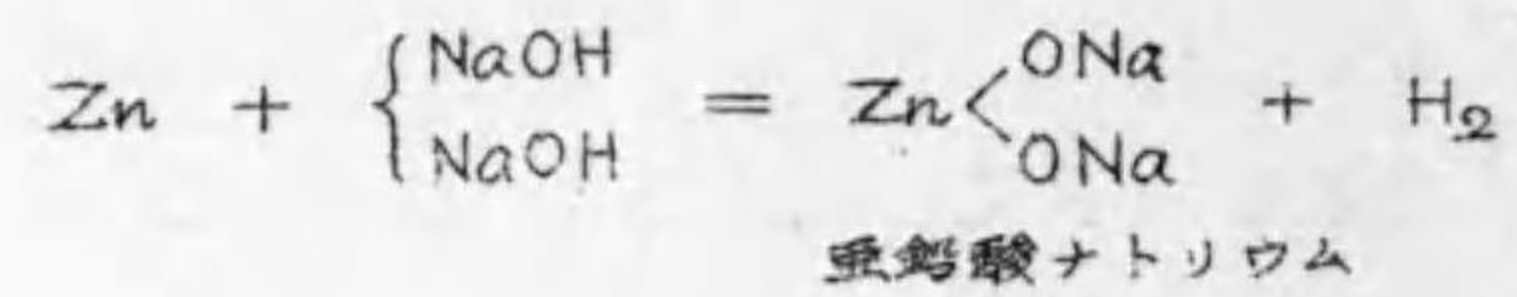 Zn + { NaOH NaOH = Zn < ONa ONa + H₂
亜鉛酸ナトリウム